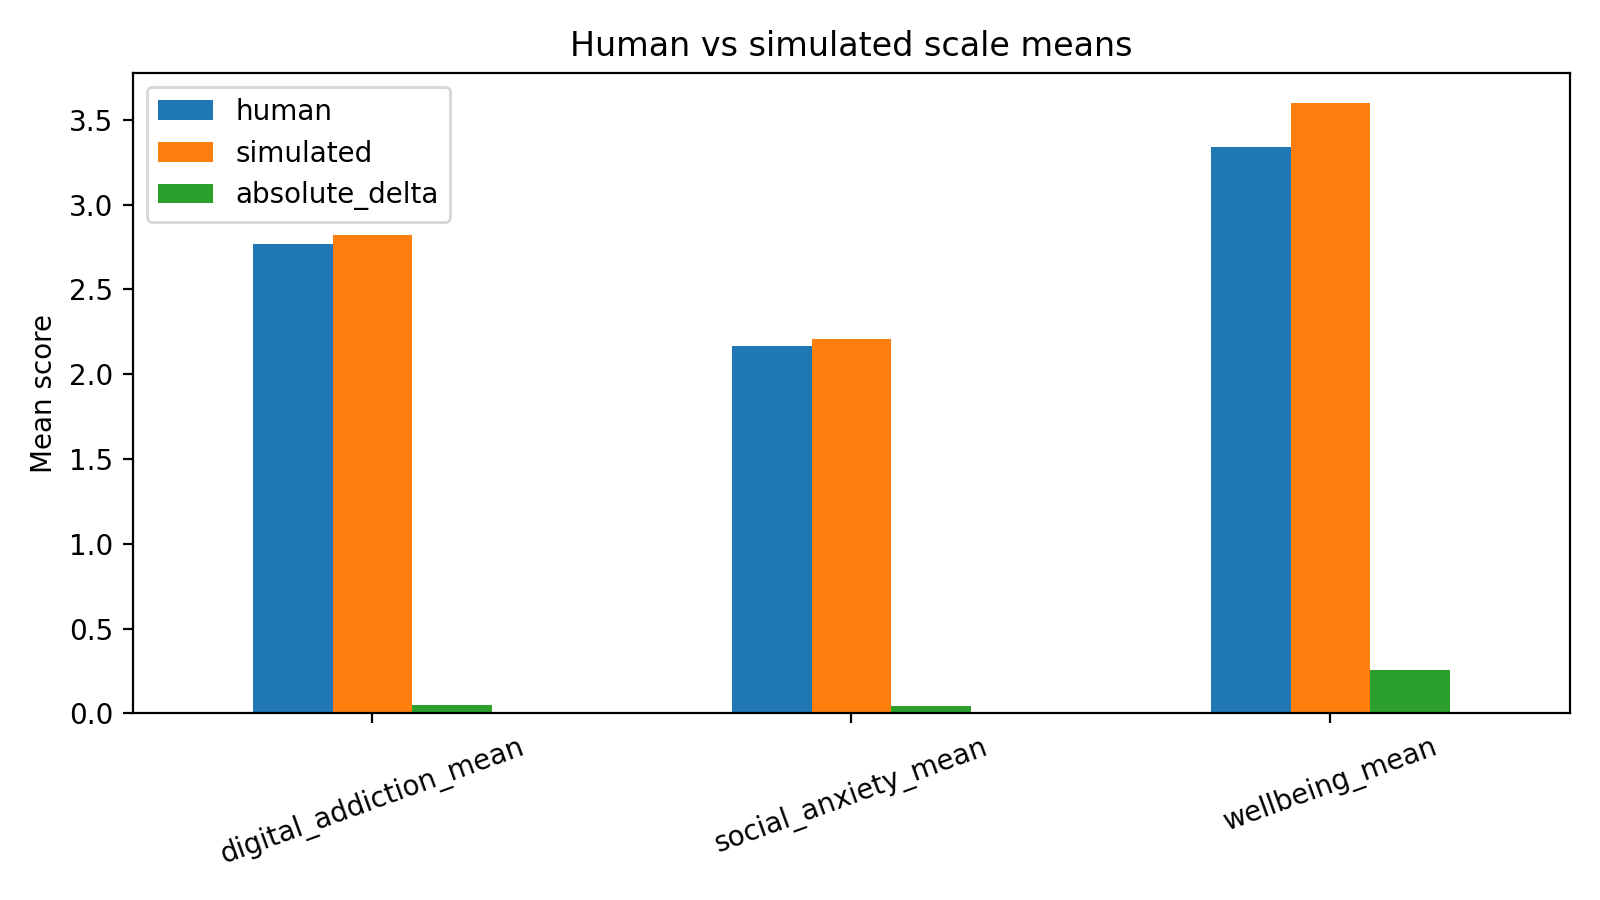 Human vs simulated scale means
human
simulated
absolute_delta
Mean score
3.5
3.0
2.5
2.0
1.5
1.0
0.5
0.0
digital_addiction_mean
social_anxiety_mean
wellbeing_mean